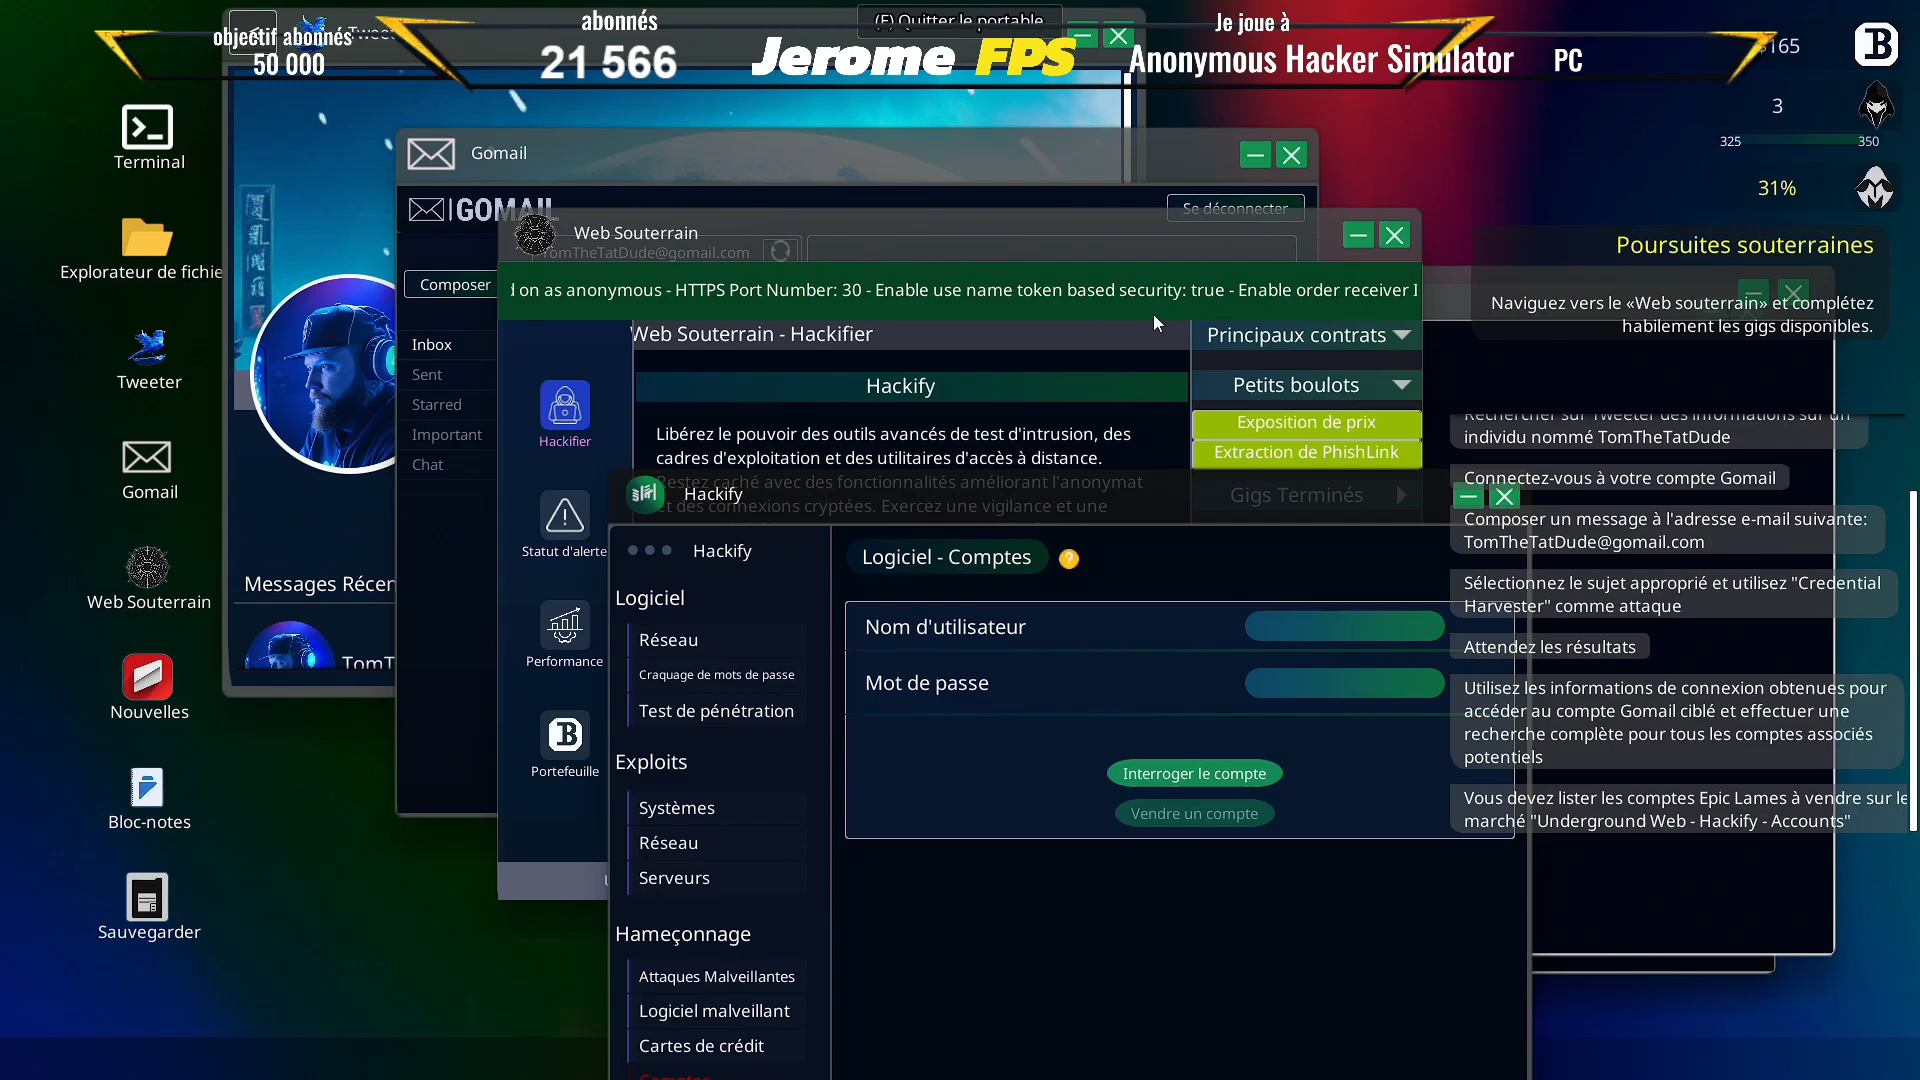 objectif abonnés
50 000
abonnés
21 566
(F) Quitter le portable
Jerome FPS
Je joue à
Anonymous Hacker Simulator
PC
165
3
325
350
31%
Terminal
Explorateur de fichie
Tweeter
Gomail
Web Souterrain
Nouvelles
Bloc-notes
Sauvegarder
Messages Récen
TomT
Gomail
GOMAIL
Se déconnecter
Composer
Inbox
Sent
Starred
Important
Chat
Web Souterrain
TomTheTatDude@gomail.com
d on as anonymous - HTTPS Port Number: 30 - Enable use name token based security: true - Enable order receiver I
Web Souterrain - Hackifier
Hackify
Libérez le pouvoir des outils avancés de test d'intrusion, des
cadres d'exploitation et des utilitaires d'accès à distance.
Restez caché avec des fonctionnalités améliorant l'anonymat
et des connexions cryptées. Exercez une vigilance et une
Hackifier
Statut d'alerte
Performance
Portefeuille
Principaux contrats
Petits boulots
Exposition de prix
Extraction de PhishLink
Gigs Terminés
Hackify
Hackify
Logiciel
Réseau
Craquage de mots de passe
Test de pénétration
Exploits
Systèmes
Réseau
Serveurs
Hameçonnage
Attaques Malveillantes
Logiciel malveillant
Cartes de crédit
Comptes
Logiciel - Comptes
Nom d'utilisateur
Mot de passe
Interroger le compte
Vendre un compte
Poursuites souterraines
Naviguez vers le «Web souterrain» et complétez
habilement les gigs disponibles.
Rechercher sur Tweeter des informations sur un
individu nommé TomTheTatDude
Connectez-vous à votre compte Gomail
Composer un message à l'adresse e-mail suivante:
TomTheTatDude@gomail.com
Sélectionnez le sujet approprié et utilisez "Credential
Harvester" comme attaque
Attendez les résultats
Utilisez les informations de connexion obtenues pour
accéder au compte Gomail ciblé et effectuer une
recherche complète pour tous les comptes associés
potentiels
Vous devez lister les comptes Epic Lames à vendre sur le
marché "Underground Web - Hackify - Accounts"